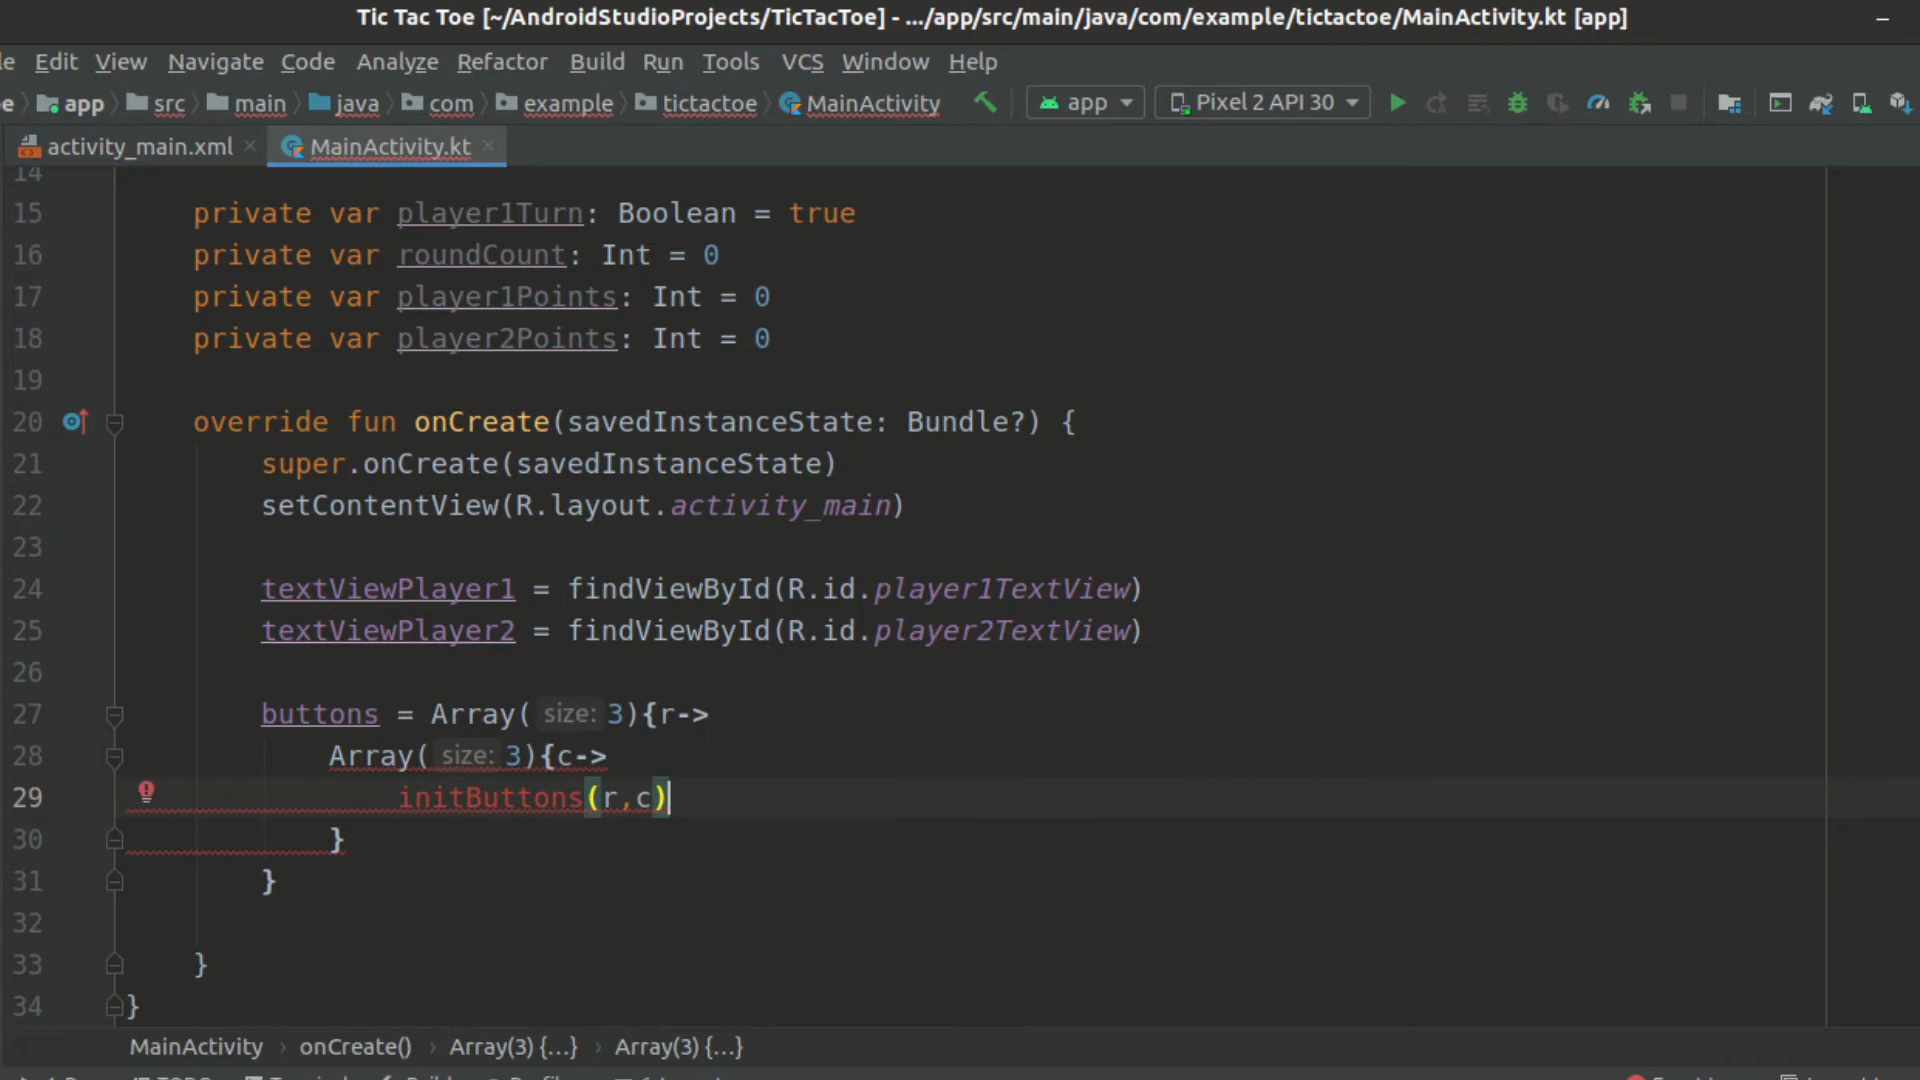 Tic Tac Toe [~/AndroidStudioProjects/TicTacToe] - .../app/src/main/java/com/example/tictactoe/MainActivity.kt [app]
Edit View Navigate Code Analyze Refactor Build Run Tools VCS Window Help
app src main java com example tictactoe MainActivity app Pixel 2 API 30
activity_main.xml MainActivity.kt
14
15 private var player1Turn: Boolean = true
16 private var roundCount: Int = 0
17 private var player1Points: Int = 0
18 private var player2Points: Int = 0
19
20 override fun onCreate(savedInstanceState: Bundle?) {
21 super.onCreate(savedInstanceState)
22 setContentView(R.layout.activity_main)
23
24 textViewPlayer1 = findViewById(R.id.player1TextView)
25 textViewPlayer2 = findViewById(R.id.player2TextView)
26
27 buttons = Array( size: 3){r->
28 Array( size: 3){c->
29 initButtons(r,c)
30 }
31 }
32
33 }
34 }
MainActivity › onCreate() › Array(3) {...} › Array(3) {...}